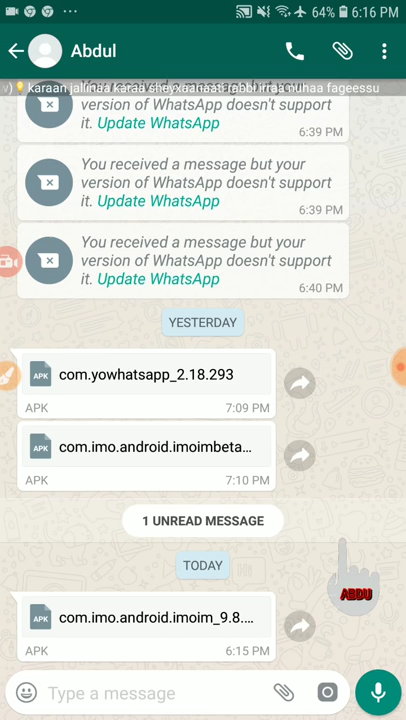 64% 6:16 PM
Abdul
karaan jallinaa karaa sheyxaanaati rabbi irraa nuhaa fageessu
You received a message but your
version of WhatsApp doesn't support
it. Update WhatsApp
6:39 PM
You received a message but your
version of WhatsApp doesn't support
it. Update WhatsApp
6:39 PM
You received a message but your
version of WhatsApp doesn't support
it. Update WhatsApp
6:40 PM
YESTERDAY
APK com.yowhatsapp_2.18.293
APK 7:09 PM
APK com.imo.android.imoimbeta...
APK 7:10 PM
1 UNREAD MESSAGE
TODAY
ABDU
APK com.imo.android.imoim_9.8....
APK 6:15 PM
Type a message